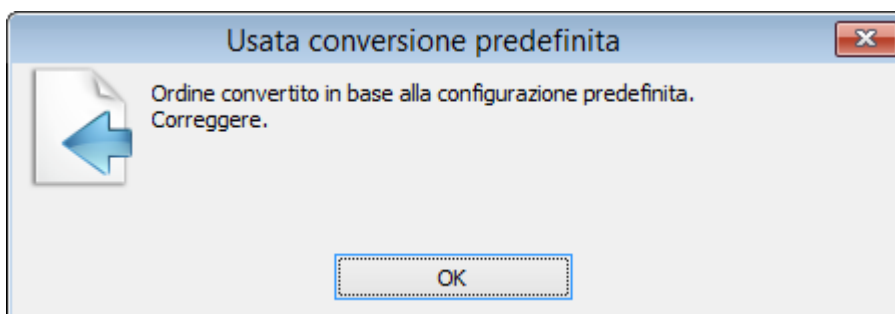 Usata conversione predefinita
Ordine convertito in base alla configurazione predefinita.
Correggere.
OK